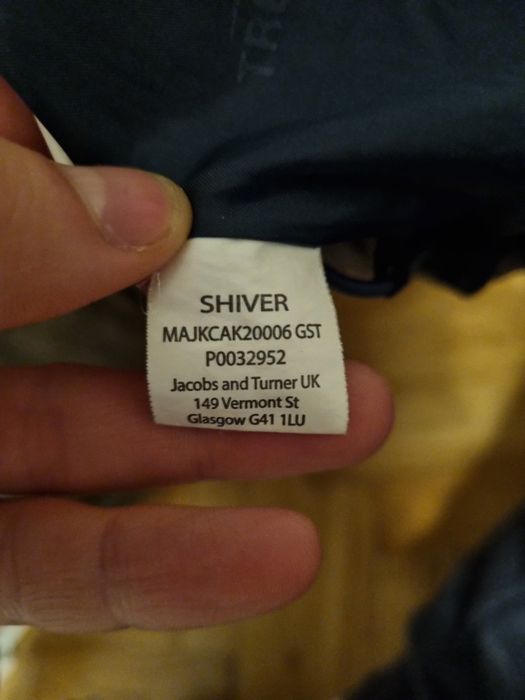 SHIVER
MAJKCAK20006 GST
P0032952
Jacobs and Turner UK
149 Vermont St
Glasgow G41 1LU